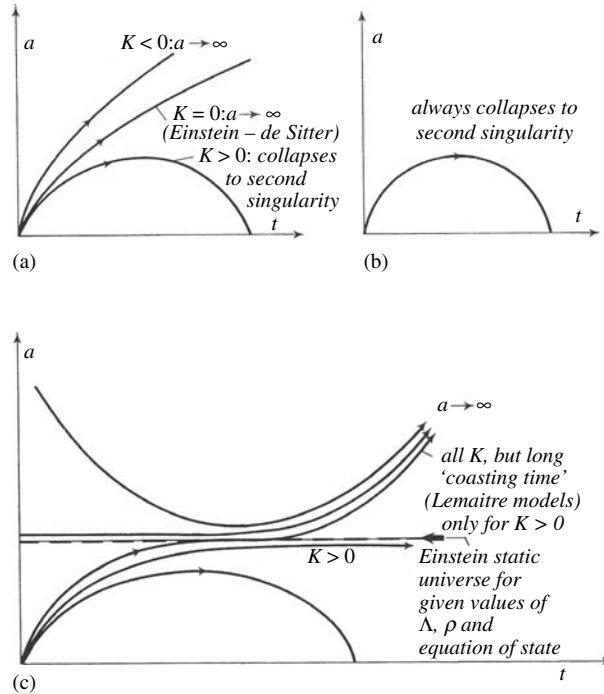 a
K < 0: a → ∞
K = 0: a → ∞
(Einstein – de Sitter)
K > 0: collapses
to second
singularity
t
(a)
a
always collapses to
second singularity
t
(b)
a
a → ∞
all K, but long
‘coasting time’
(Lemaitre models)
only for K > 0
K > 0
Einstein static
universe for
given values of
Λ, ρ and
equation of state
t
(c)